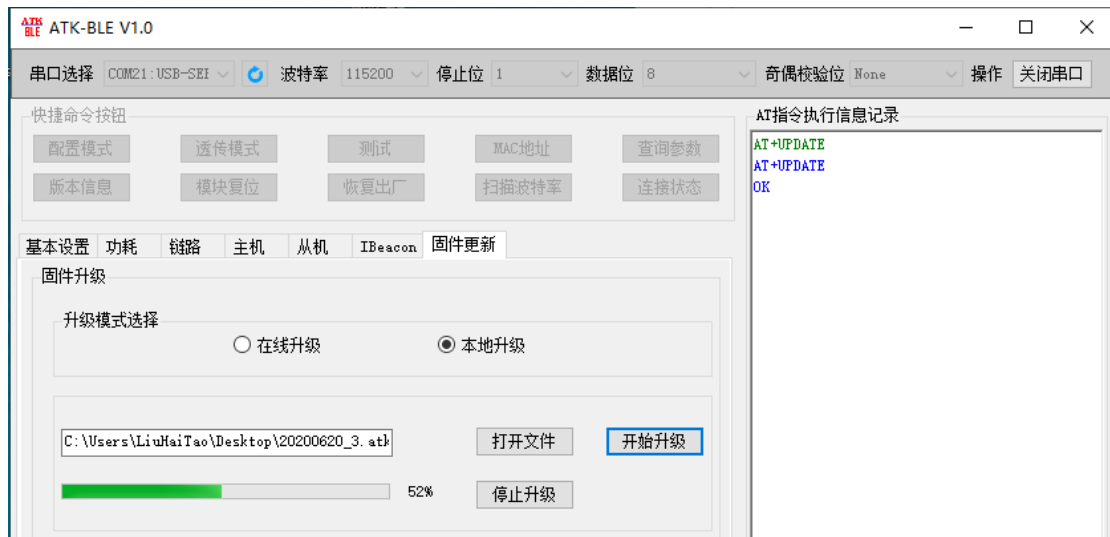 ATK BLE ATK-BLE V1.0
串口选择 COM21:USB-SEI 波特率 115200 停止位 1 数据位 8 奇偶校验位 None 操作 关闭串口
快捷命令按钮
配置模式 透传模式 测试 MAC地址 查询参数
版本信息 模块复位 恢复出厂 扫描波特率 连接状态
基本设置 功耗 链路 主机 从机 IBeacon 固件更新
固件升级
升级模式选择
在线升级 本地升级
C:\Users\LiuHaiTao\Desktop\20200620_3.atk 打开文件 开始升级
52% 停止升级
AT指令执行信息记录
AT+UPDATE
AT+UPDATE
OK